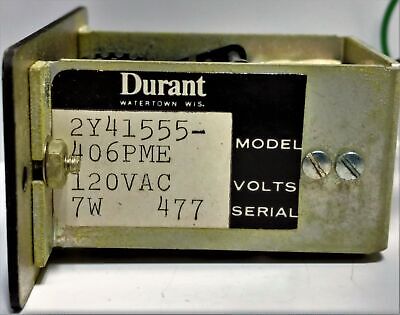 Durant
WATERTOWN WIS.
2Y41555-
406PME MODEL
120VAC VOLTS
7W 477 SERIAL